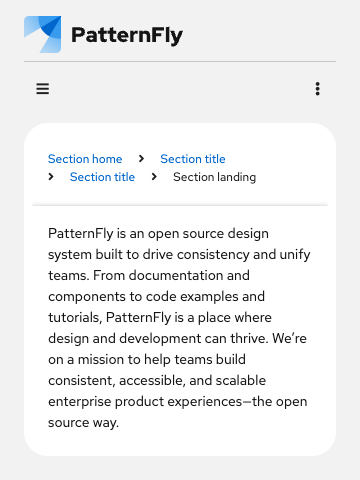 PatternFly
Section home Section title
Section title Section landing
PatternFly is an open source design
system built to drive consistency and unify
teams. From documentation and
components to code examples and
tutorials, PatternFly is a place where
design and development can thrive. We’re
on a mission to help teams build
consistent, accessible, and scalable
enterprise product experiences—the open
source way.